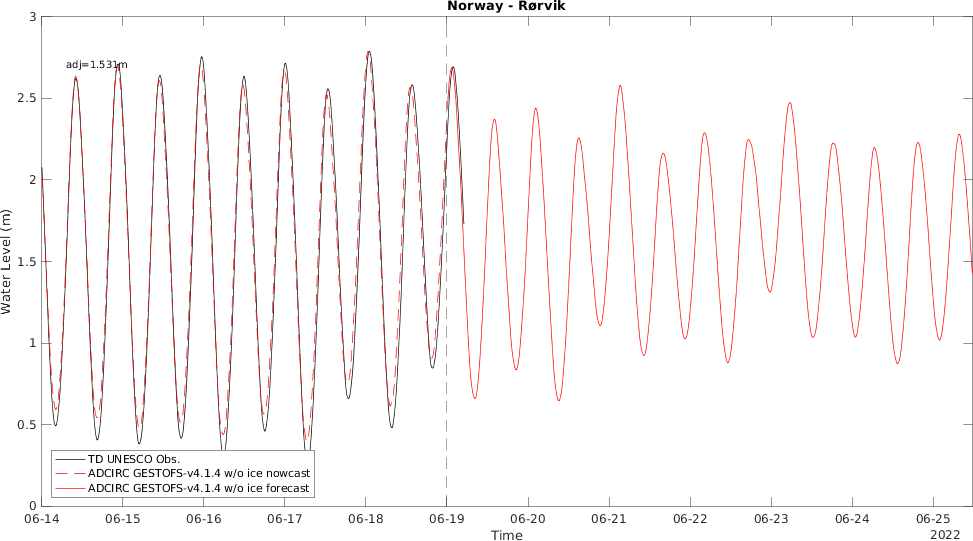 Norway - Rørvik
adj=1.531m
Water Level (m)
3
2.5
2
1.5
1
0.5
0
TD UNESCO Obs.
ADCIRC GESTOFS-v4.1.4 w/o ice nowcast
ADCIRC GESTOFS-v4.1.4 w/o ice forecast
06-14 06-15 06-16 06-17 06-18 06-19 06-20 06-21 06-22 06-23 06-24 06-25
Time
2022